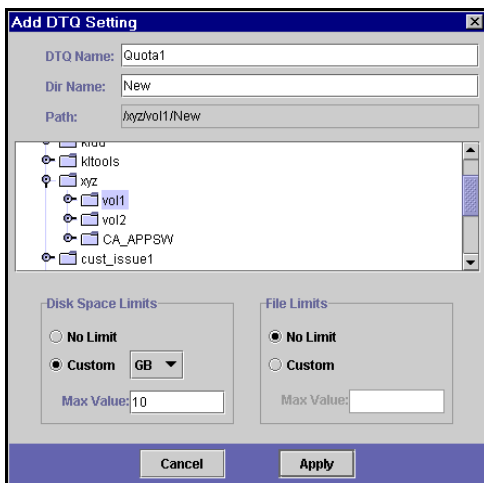 Add DTQ Setting
DTQ Name: Quota1
Dir Name: New
Path: /xyz/vol1/New
kltools
xyz
vol1
vol2
CA_APPSW
cust_issue1
Disk Space Limits
No Limit
Custom GB
Max Value: 10
File Limits
No Limit
Custom
Max Value:
Cancel Apply